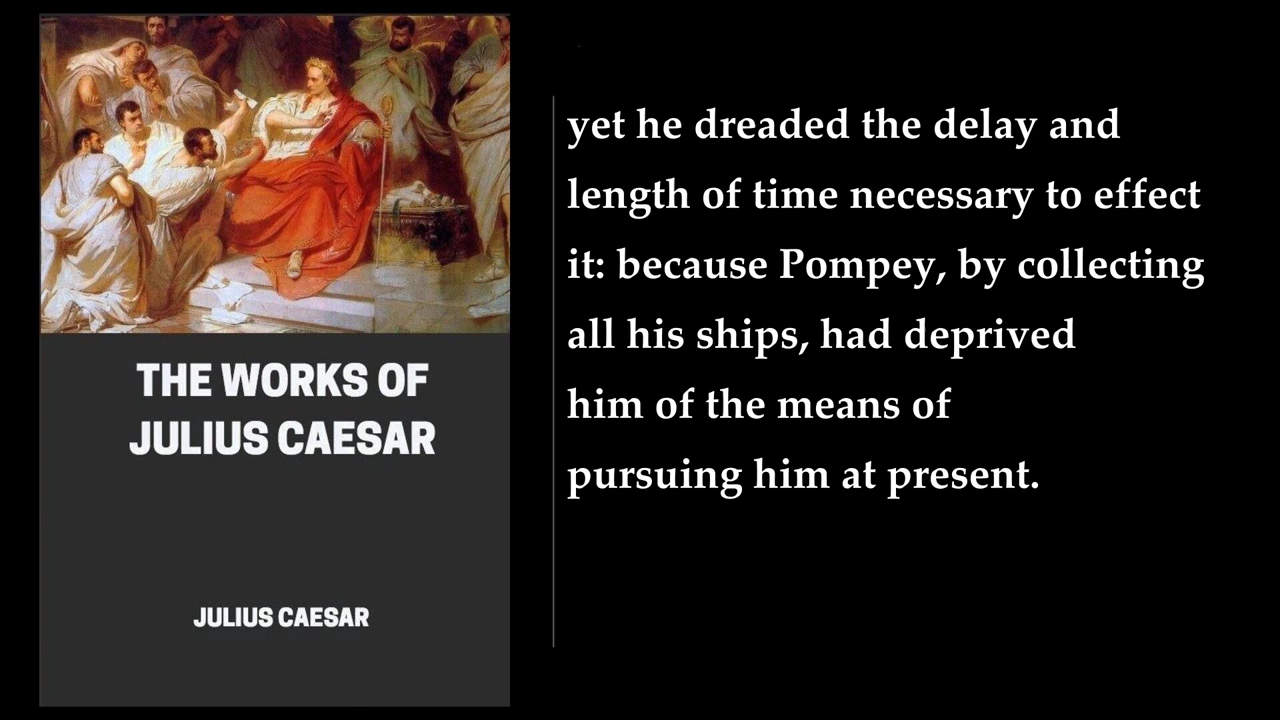 THE WORKS OF
JULIUS CAESAR
JULIUS CAESAR
yet he dreaded the delay and
length of time necessary to effect
it: because Pompey, by collecting
all his ships, had deprived
him of the means of
pursuing him at present.